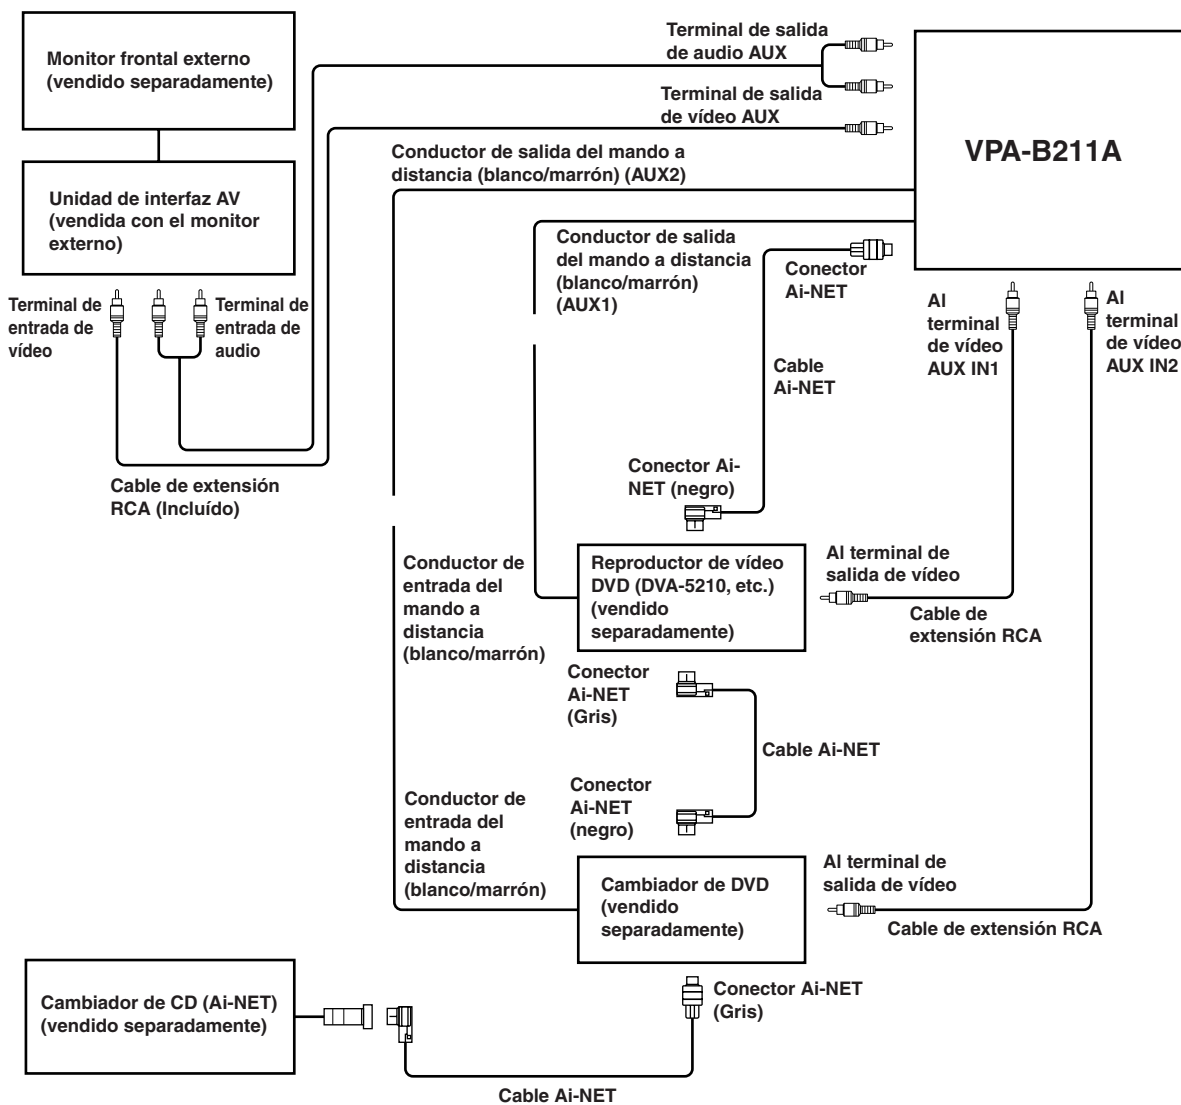 Monitor frontal externo
(vendido separadamente)
Terminal de salida
de audio AUX
Terminal de salida
de vídeo AUX
VPA-B211A
Conductor de salida del mando a
distancia (blanco/marrón) (AUX2)
Unidad de interfaz AV
(vendida con el monitor
externo)
Conductor de salida
del mando a distancia
(blanco/marrón)
(AUX1)
Conector
Ai-NET
Terminal de
entrada de
vídeo
Terminal de
entrada de
audio
Al
terminal
de vídeo
AUX IN1
Al
terminal
de vídeo
AUX IN2
Cable
Ai-NET
Cable de extensión
RCA (Incluído)
Conector Ai-
NET (negro)
Conductor de
entrada del
mando a
distancia
(blanco/marrón)
Reproductor de vídeo
DVD (DVA-5210, etc.)
(vendido
separadamente)
Al terminal de
salida de vídeo
Cable de
extensión RCA
Conector
Ai-NET
(Gris)
Cable Ai-NET
Conector
Ai-NET
(negro)
Conductor de
entrada del
mando a
distancia
(blanco/marrón)
Cambiador de DVD
(vendido
separadamente)
Al terminal de
salida de vídeo
Cable de extensión RCA
Cambiador de CD (Ai-NET)
(vendido separadamente)
Conector Ai-NET
(Gris)
Cable Ai-NET